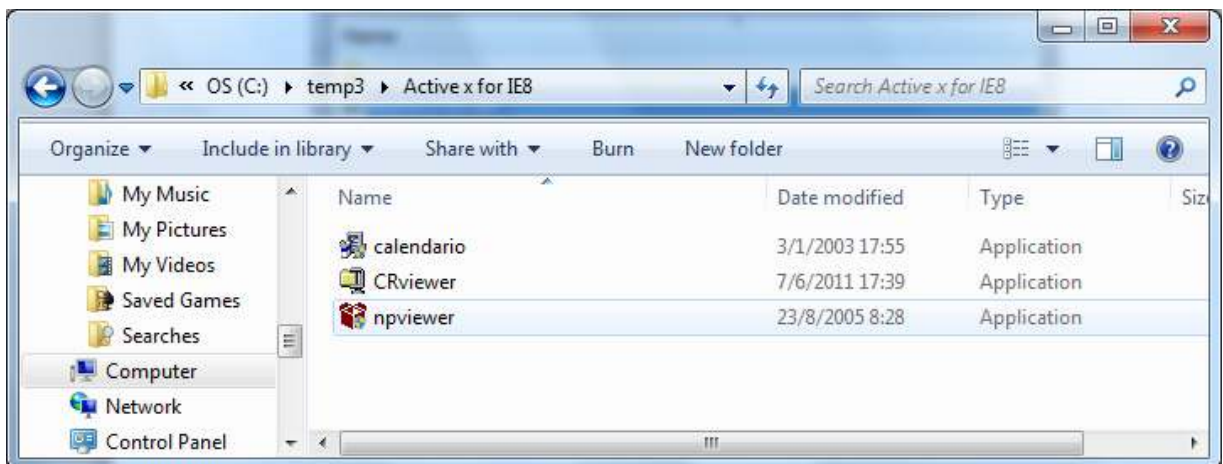 « OS (C:) ▸ temp3 ▸ Active x for IE8 Search Active x for IE8
Organize Include in library Share with Burn New folder
My Music
My Pictures
My Videos
Saved Games
Searches
Computer
Network
Control Panel
Name Date modified Type Siz
calendario 3/1/2003 17:55 Application
CRviewer 7/6/2011 17:39 Application
npviewer 23/8/2005 8:28 Application